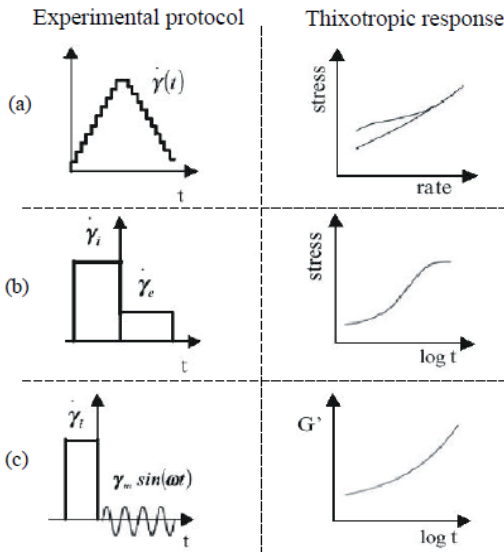 Experimental protocol
Thixotropic response
(a)
γ̇(t)
t
stress
rate
(b)
γ̇i
γ̇e
t
stress
log t
(c)
γ̇i
γm sin(ωt)
t
G'
log t